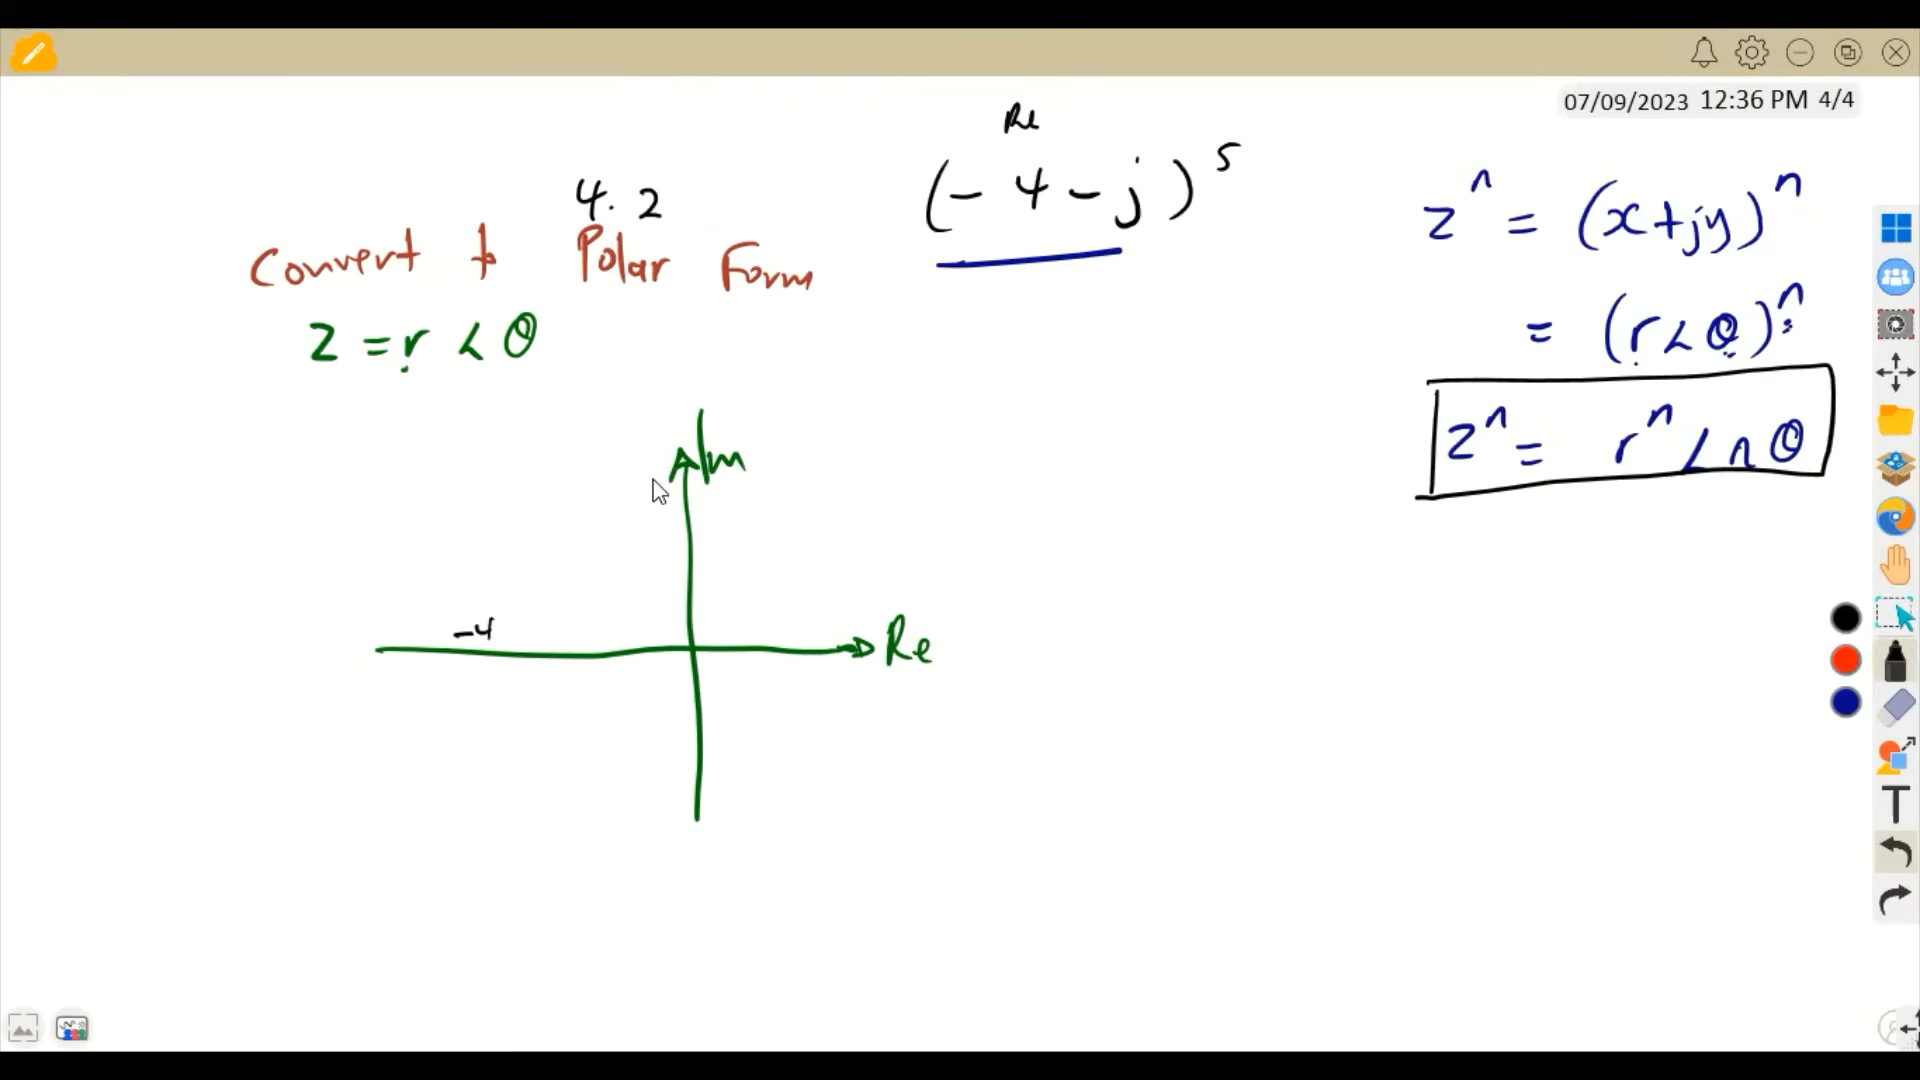 07/09/2023 12:36 PM 4/4
Re
4.2 (-4-j)^5
Convert to Polar Form
z = r∠θ
z^n = (x+jy)^n
= (r∠θ)^n
z^n = r^n ∠nθ
Im
-4
Re
T